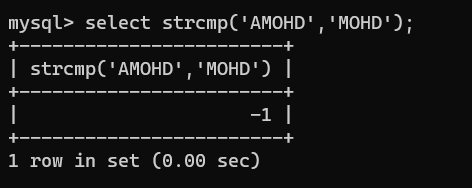 mysql> select strcmp('AMOHD','MOHD');
+------------------------+
| strcmp('AMOHD','MOHD') |
+------------------------+
|                     -1 |
+------------------------+
1 row in set (0.00 sec)